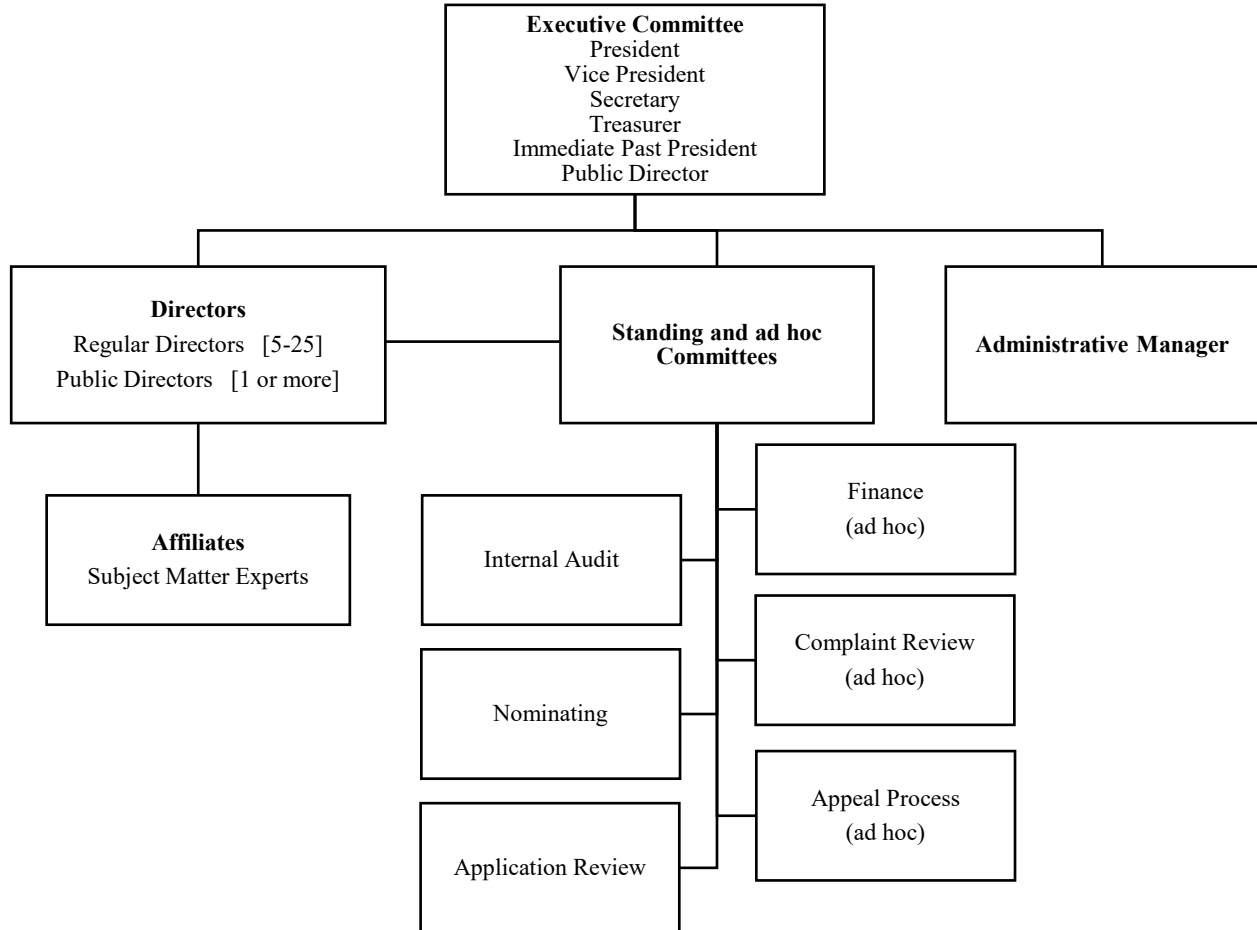 Executive Committee
President
Vice President
Secretary
Treasurer
Immediate Past President
Public Director
Directors
Regular Directors [5-25]
Public Directors [1 or more]
Standing and ad hoc
Committees
Administrative Manager
Affiliates
Subject Matter Experts
Internal Audit
Nominating
Application Review
Finance
(ad hoc)
Complaint Review
(ad hoc)
Appeal Process
(ad hoc)